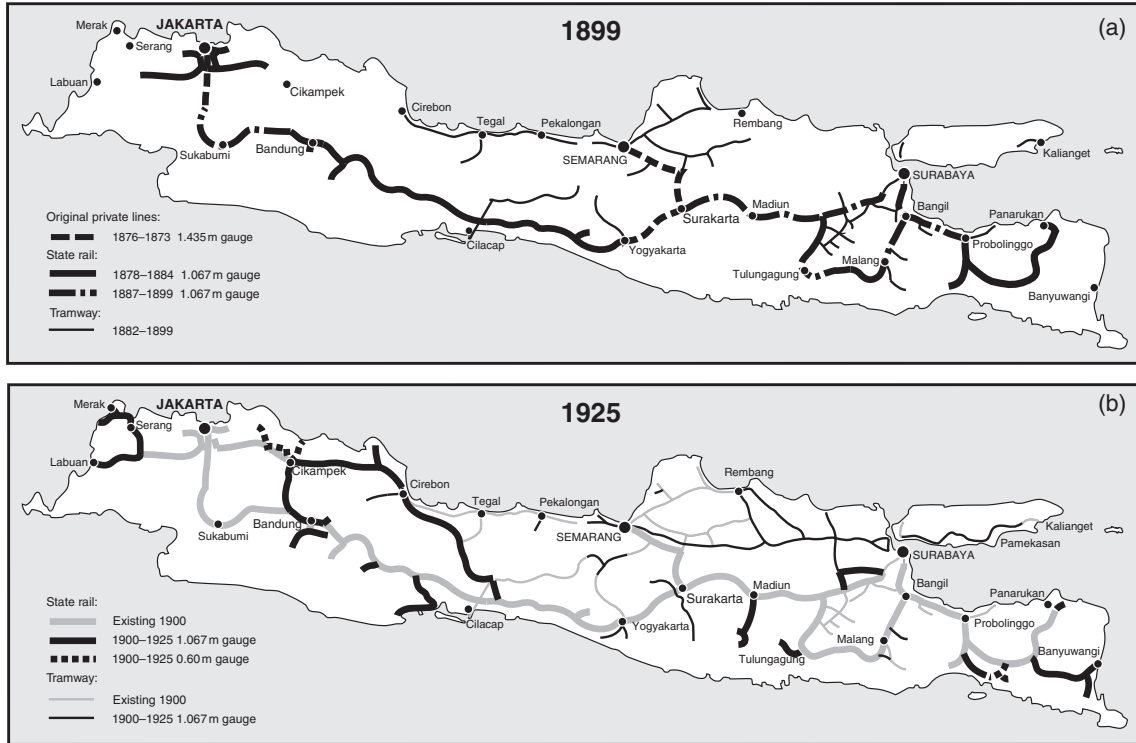 1899
(a)
Merak
JAKARTA
Serang
Labuan
Cikampek
Cirebon
Tegal
Pekalongan
Rembang
Sukabumi
Bandung
SEMARANG
Kalianget
SURABAYA
Surakarta
Madiun
Bangil
Panarukan
Cilacap
Yogyakarta
Probolinggo
Tulungagung
Malang
Banyuwangi
Original private lines:
1876–1873 1.435 m gauge
State rail:
1878–1884 1.067 m gauge
1887–1899 1.067 m gauge
Tramway:
1882–1899
1925
(b)
Merak
JAKARTA
Serang
Labuan
Cikampek
Cirebon
Rembang
Tegal
Pekalongan
Sukabumi
Bandung
SEMARANG
Kalianget
Pamekasan
SURABAYA
Madiun
Bangil
Surakarta
Panarukan
Cilacap
Yogyakarta
Probolinggo
Malang
Tulungagung
Banyuwangi
State rail:
Existing 1900
1900–1925 1.067 m gauge
1900–1925 0.60 m gauge
Tramway:
Existing 1900
1900–1925 1.067 m gauge